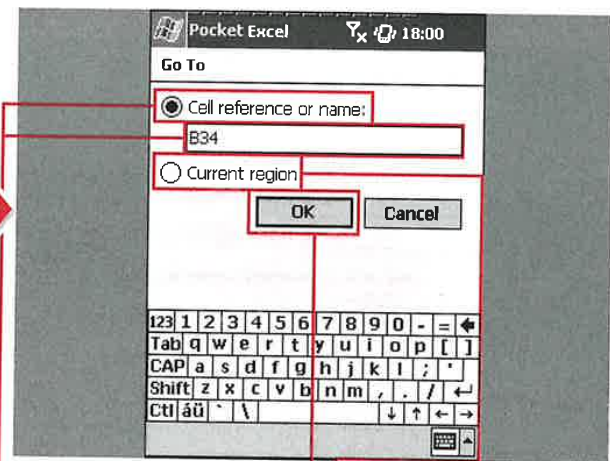 Pocket Excel 18:00
Go To
Cell reference or name:
B34
Current region
OK Cancel
123 1 2 3 4 5 6 7 8 9 0 - =
Tab q w e r t y u i o p [ ]
CAP a s d f g h j k l ; '
Shift z x c v b n m , . /
Ctl áü ` \